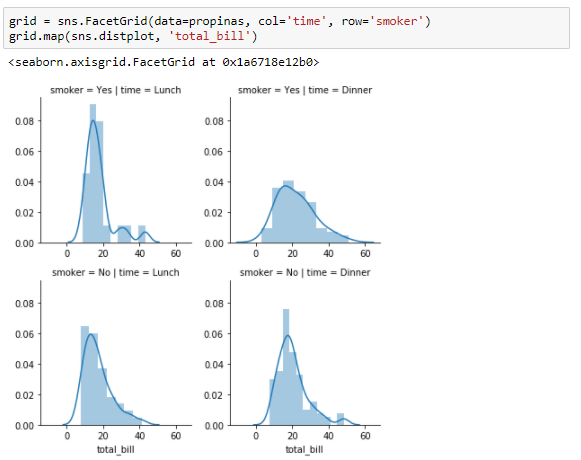 grid = sns.FacetGrid(data=propinas, col='time', row='smoker')
grid.map(sns.distplot, 'total_bill')
<seaborn.axisgrid.FacetGrid at 0x1a6718e12b0>
smoker = Yes | time = Lunch
smoker = Yes | time = Dinner
0.08
0.06
0.04
0.02
0.00
0 20 40 60
0.08
0.06
0.04
0.02
0.00
0 20 40 60
smoker = No | time = Lunch
smoker = No | time = Dinner
0.08
0.06
0.04
0.02
0.00
0 20 40 60
total_bill
0.08
0.06
0.04
0.02
0.00
0 20 40 60
total_bill